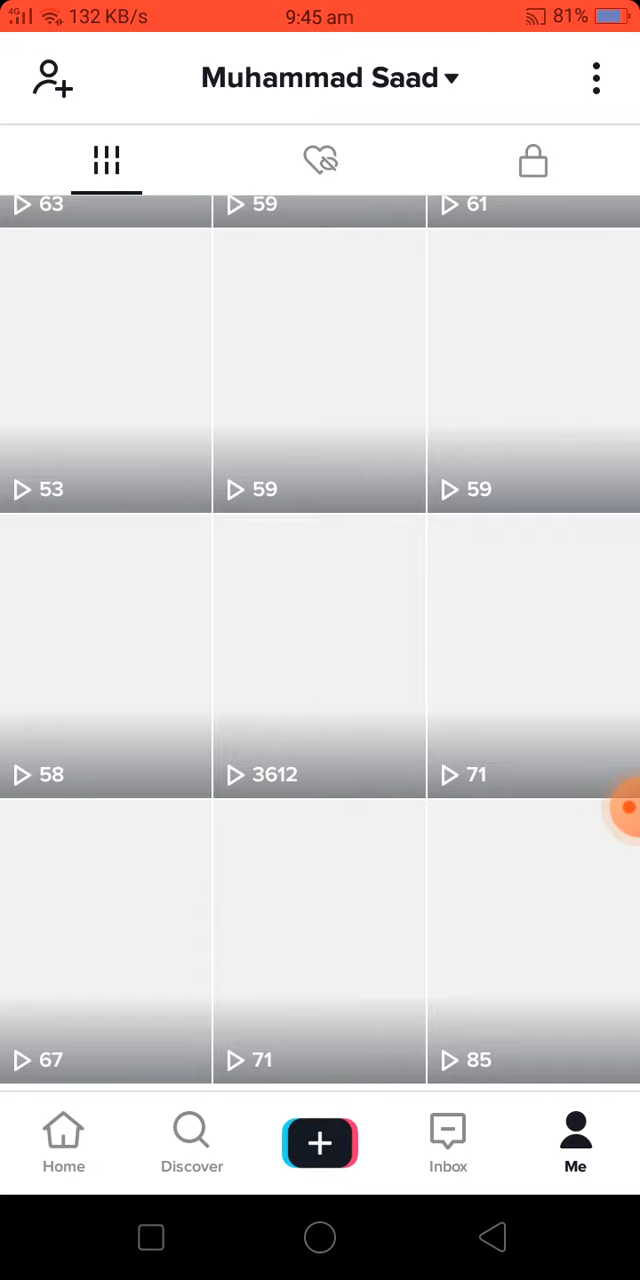 4G 132 KB/s 9:45 am 81%
Muhammad Saad
63 59 61
53 59 59
58 3612 71
67 71 85
Home Discover Inbox Me